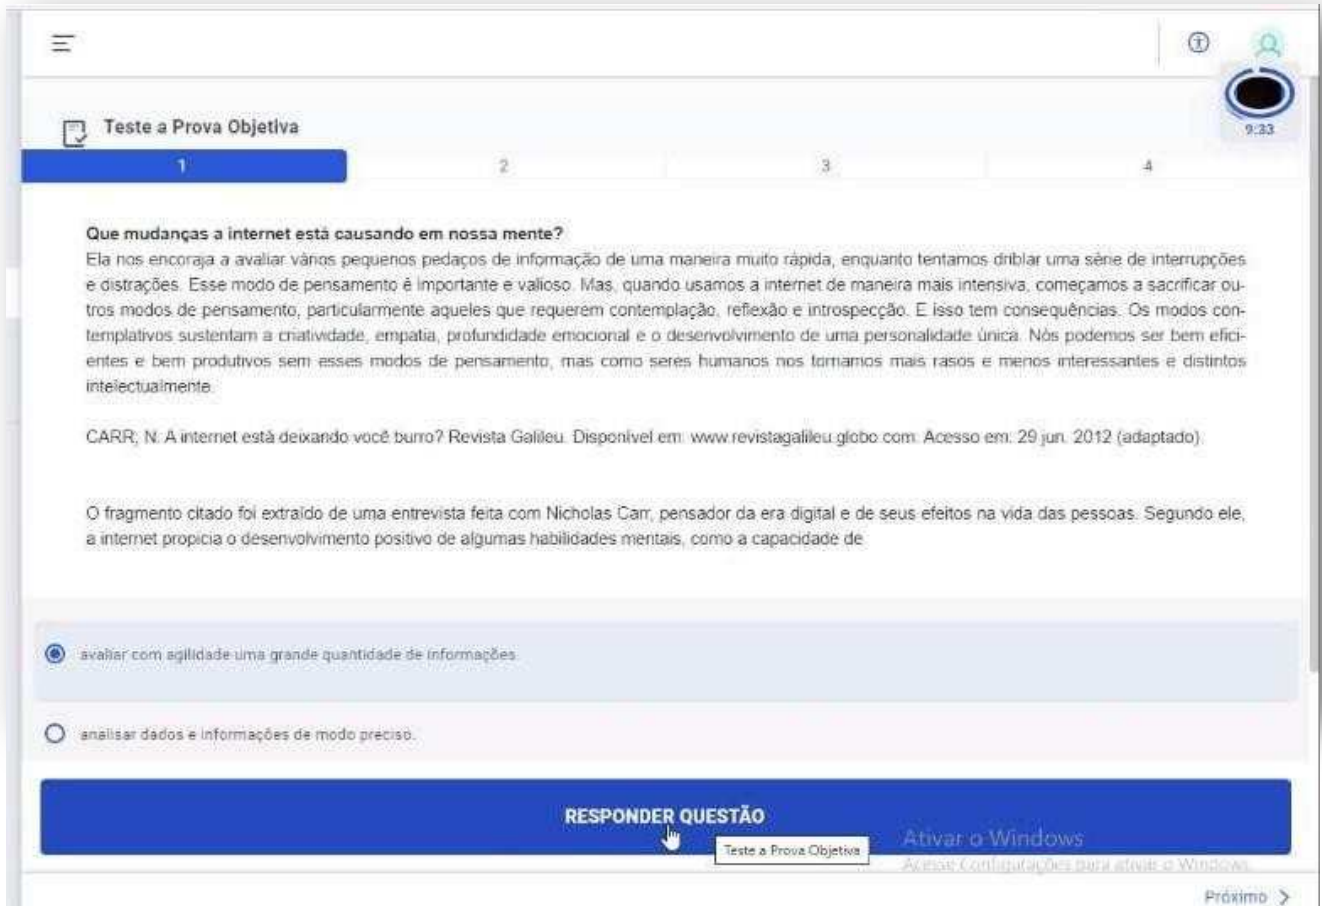 Teste a Prova Objetiva
9:33
1
2
3
4
Que mudanças a internet está causando em nossa mente?
Ela nos encoraja a avaliar vários pequenos pedaços de informação de uma maneira muito rápida, enquanto tentamos driblar uma série de interrupções
e distrações. Esse modo de pensamento é importante e valioso. Mas, quando usamos a internet de maneira mais intensiva, começamos a sacrificar ou-
tros modos de pensamento, particularmente aqueles que requerem contemplação, reflexão e introspecção. E isso tem consequências. Os modos con-
templativos sustentam a criatividade, empatia, profundidade emocional e o desenvolvimento de uma personalidade única. Nós podemos ser bem efici-
entes e bem produtivos sem esses modos de pensamento, mas como seres humanos nos tornamos mais rasos e menos interessantes e distintos
intelectualmente.
CARR, N. A internet está deixando você burro? Revista Galileu. Disponível em: www.revistagalileu.globo.com. Acesso em: 29 jun. 2012 (adaptado).
O fragmento citado foi extraído de uma entrevista feita com Nicholas Carr, pensador da era digital e de seus efeitos na vida das pessoas. Segundo ele,
a internet propicia o desenvolvimento positivo de algumas habilidades mentais, como a capacidade de
avaliar com agilidade uma grande quantidade de informações.
analisar dados e informações de modo preciso.
RESPONDER QUESTÃO
Teste a Prova Objetiva
Ativar o Windows
Acesse Configurações para ativar o Windows.
Próximo